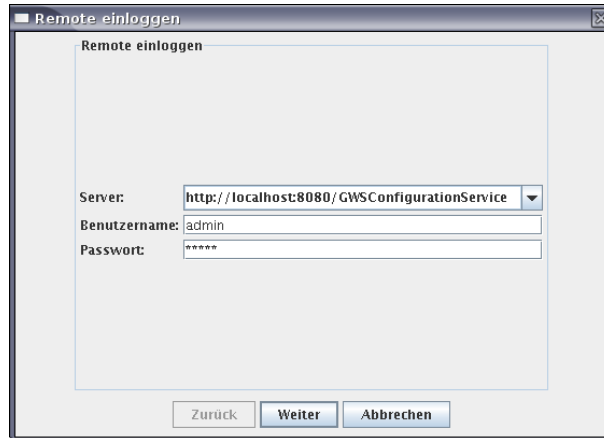 Remote einloggen
Remote einloggen
Server: http://localhost:8080/GWSConfigurationService
Benutzername: admin
Passwort: *****
Zurück Weiter Abbrechen